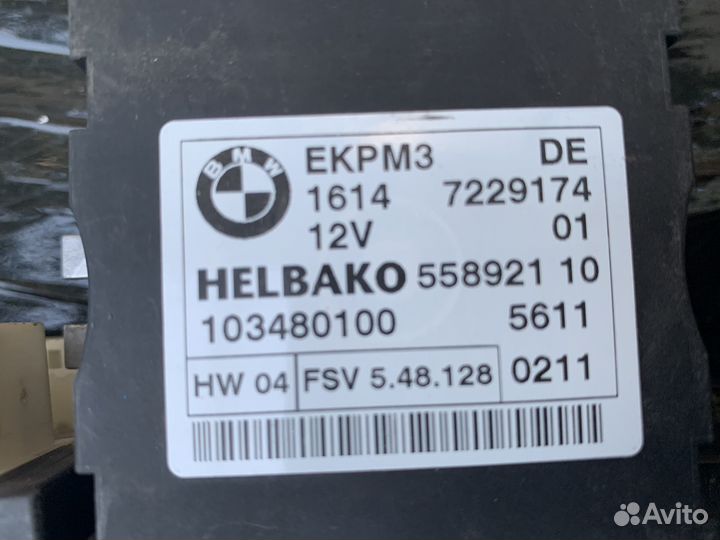 BMW
EKPM3 DE
1614 7229174
12V 01
HELBAKO 558921 10
103480100 5611
HW 04 FSV 5.48.128 0211
Avito